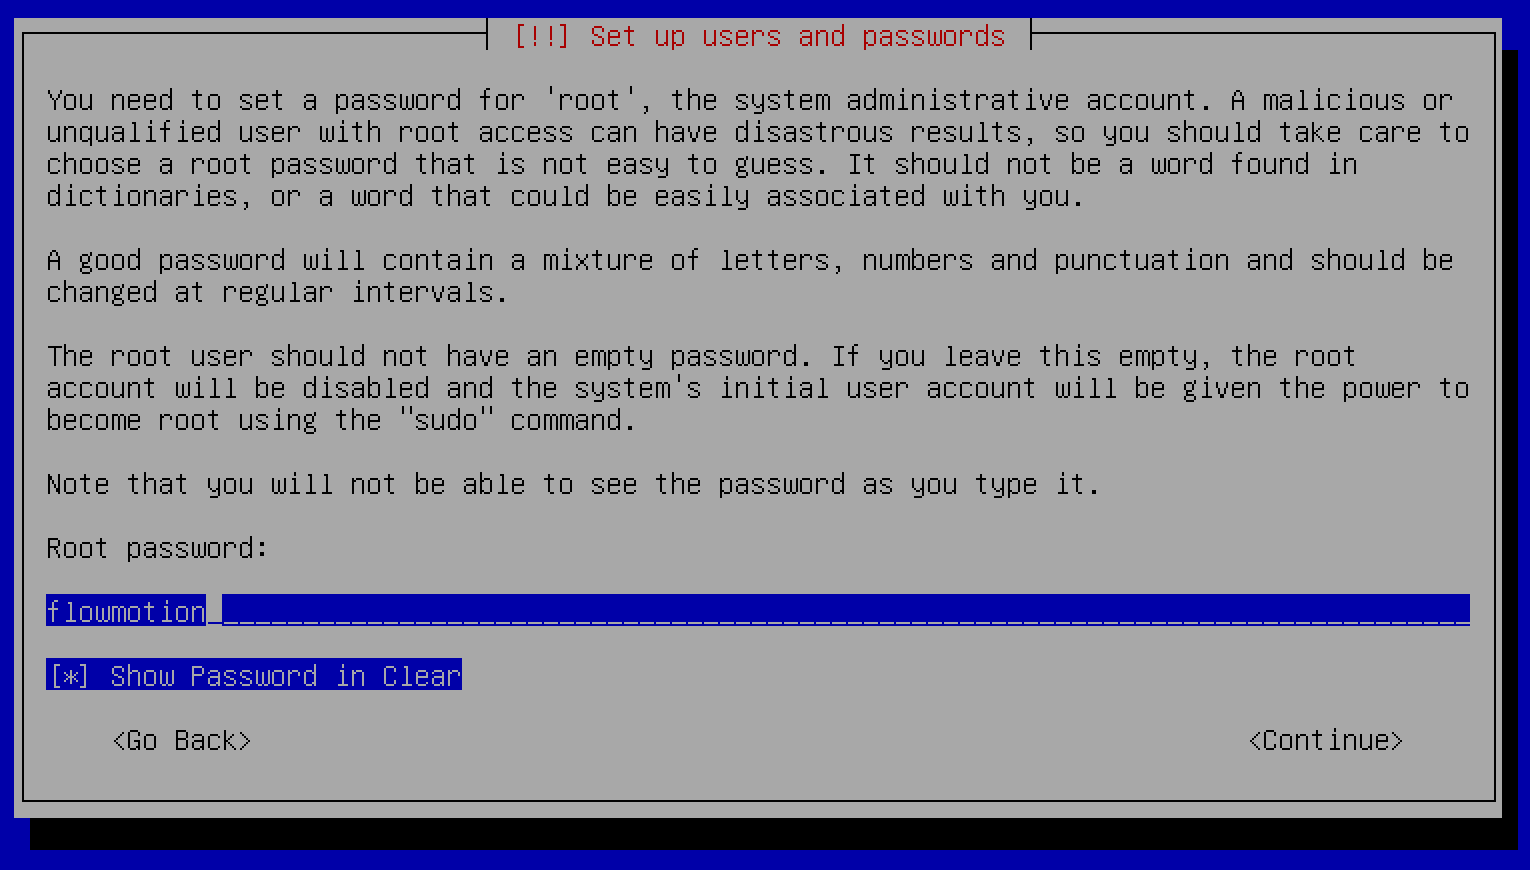 [!!] Set up users and passwords
You need to set a password for 'root', the system administrative account. A malicious or
unqualified user with root access can have disastrous results, so you should take care to
choose a root password that is not easy to guess. It should not be a word found in
dictionaries, or a word that could be easily associated with you.
A good password will contain a mixture of letters, numbers and punctuation and should be
changed at regular intervals.
The root user should not have an empty password. If you leave this empty, the root
account will be disabled and the system's initial user account will be given the power to
become root using the "sudo" command.
Note that you will not be able to see the password as you type it.
Root password:
flowmotion
[*] Show Password in Clear
<Go Back> <Continue>